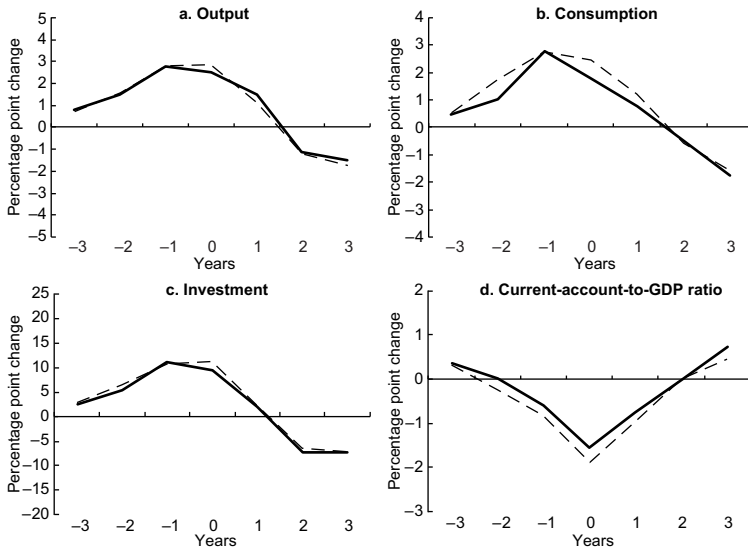 a. Output
Percentage point change
5
4
3
2
1
0
–1
–2
–3
–4
–5
–3 –2 –1 0 1 2 3
Years
b. Consumption
Percentage point change
4
3
2
1
0
–1
–2
–3
–4
–3 –2 –1 0 1 2 3
Years
c. Investment
Percentage point change
25
20
15
10
5
0
–5
–10
–15
–20
–3 –2 –1 0 1 2 3
Years
d. Current-account-to-GDP ratio
Percentage point change
2
1
0
–1
–2
–3
–3 –2 –1 0 1 2 3
Years